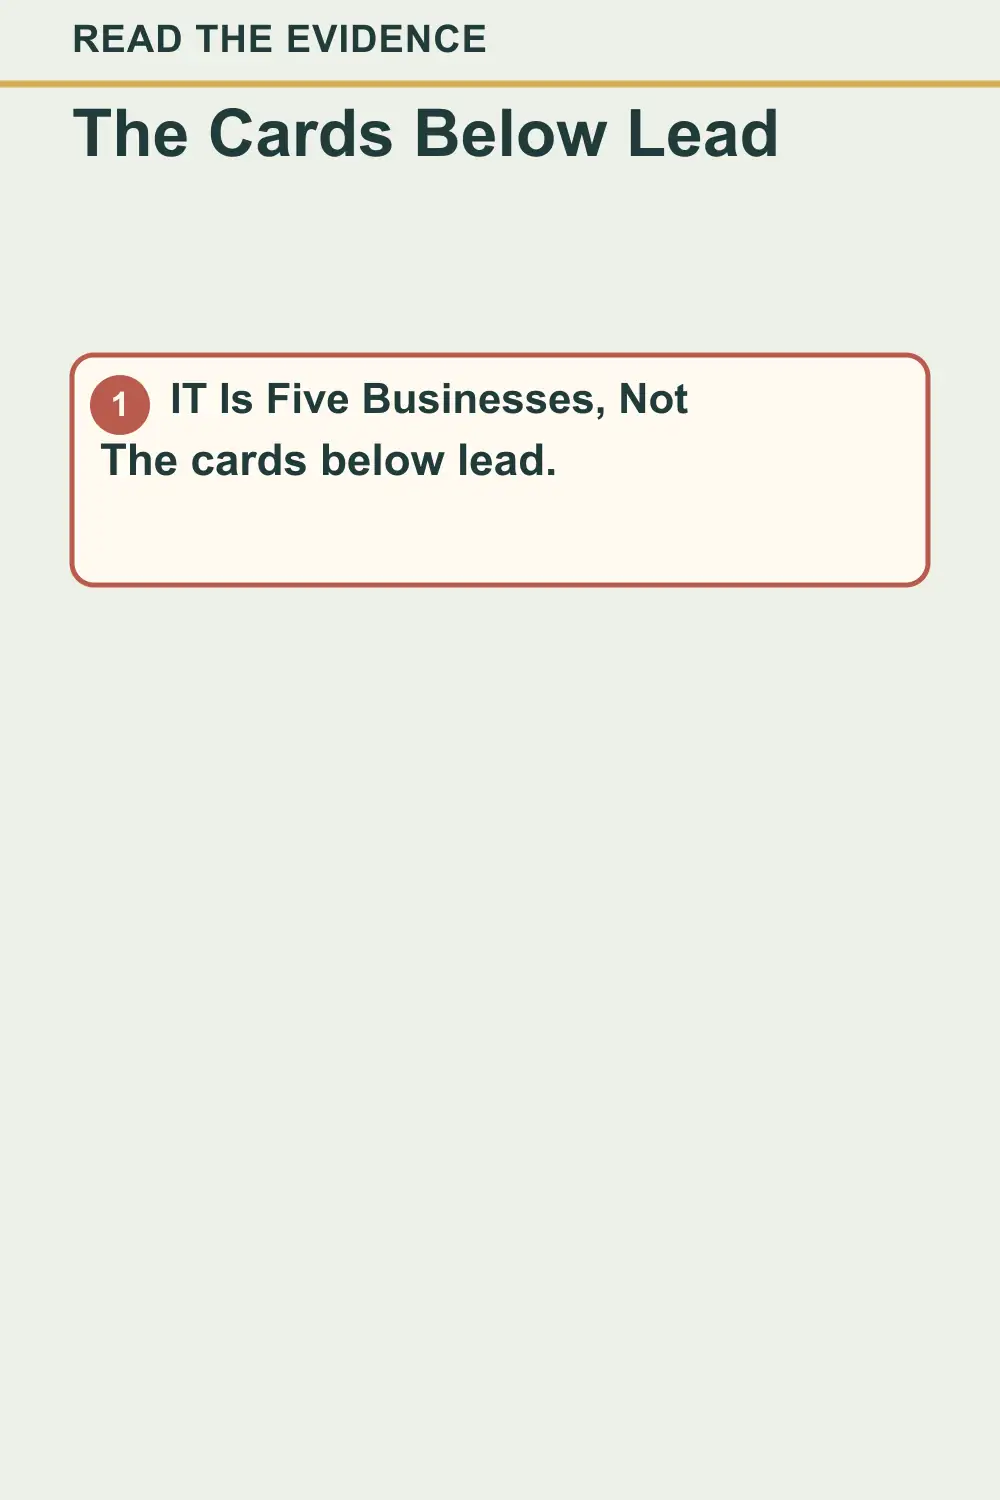 READ THE EVIDENCE
The Cards Below Lead
1 IT Is Five Businesses, Not
The cards below lead.